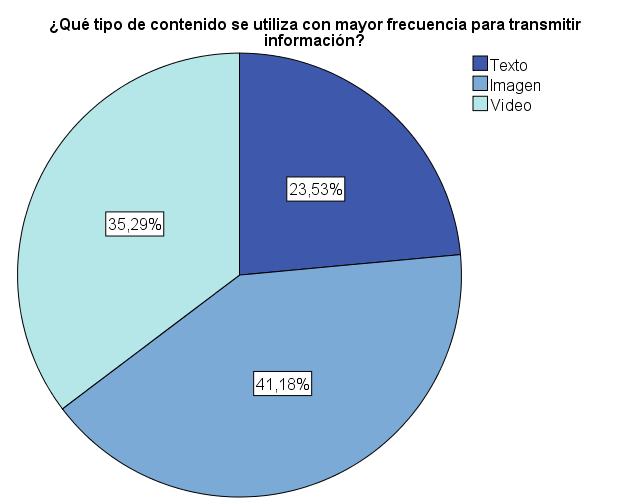 ¿Qué tipo de contenido se utiliza con mayor frecuencia para transmitir
información?
Texto
Imagen
Video
23,53%
35,29%
41,18%